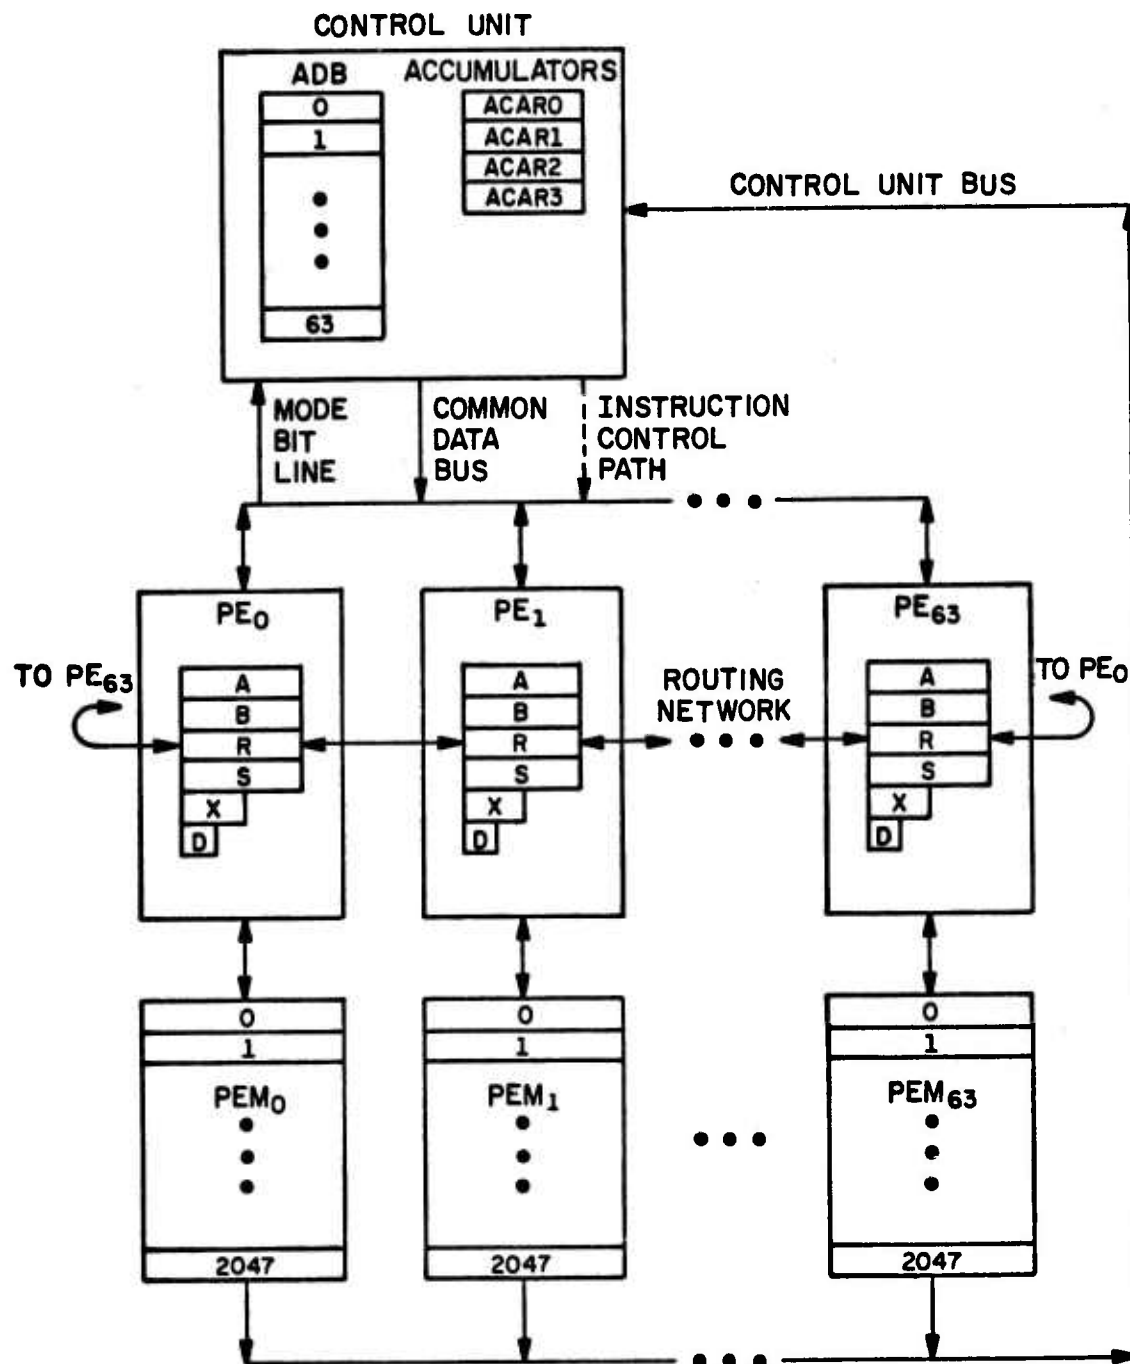 CONTROL UNIT
ADB
ACCUMULATORS
0
1
63
ACAR0
ACAR1
ACAR2
ACAR3
CONTROL UNIT BUS
MODE
BIT
LINE
COMMON
DATA
BUS
INSTRUCTION
CONTROL
PATH
PE0
PE1
PE63
TO PE63
A
B
R
S
X
D
A
B
R
S
X
D
ROUTING
NETWORK
A
B
R
S
X
D
TO PE0
0
1
PEM0
2047
0
1
PEM1
2047
0
1
PEM63
2047